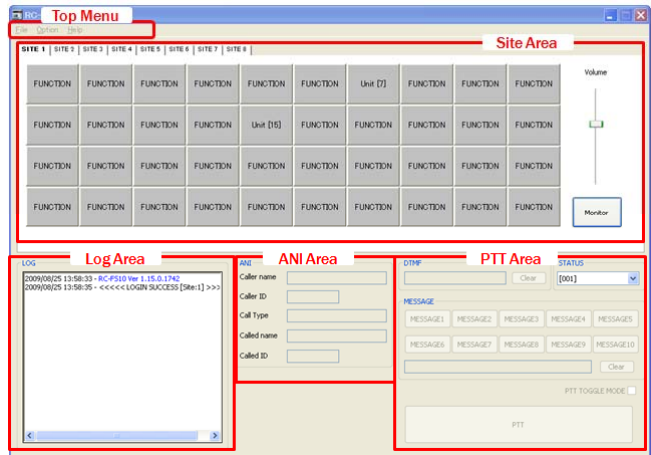 RC-
Top Menu
File Option Help
Site Area
SITE 1 SITE 2 SITE 3 SITE 4 SITE 5 SITE 6 SITE 7 SITE 8
Volume
FUNCTION FUNCTION FUNCTION FUNCTION FUNCTION FUNCTION Unit [7] FUNCTION FUNCTION FUNCTION
FUNCTION FUNCTION FUNCTION FUNCTION Unit [15] FUNCTION FUNCTION FUNCTION FUNCTION FUNCTION
FUNCTION FUNCTION FUNCTION FUNCTION FUNCTION FUNCTION FUNCTION FUNCTION FUNCTION FUNCTION
FUNCTION FUNCTION FUNCTION FUNCTION FUNCTION FUNCTION FUNCTION FUNCTION FUNCTION FUNCTION
Monitor
Log Area
ANI Area
PTT Area
LOG
2009/08/25 13:58:33 - RC-FS10 Ver 1.15.0.1742
2009/08/25 13:58:35 - <<<<< LOGIN SUCCESS [Site:1] >>>
ANI
Caller name
Caller ID
Call Type
Called name
Called ID
DTMF
Clear
STATUS
[001]
MESSAGE
MESSAGE1 MESSAGE2 MESSAGE3 MESSAGE4 MESSAGE5
MESSAGE6 MESSAGE7 MESSAGE8 MESSAGE9 MESSAGE10
Clear
PTT TOGGLE MODE
PTT